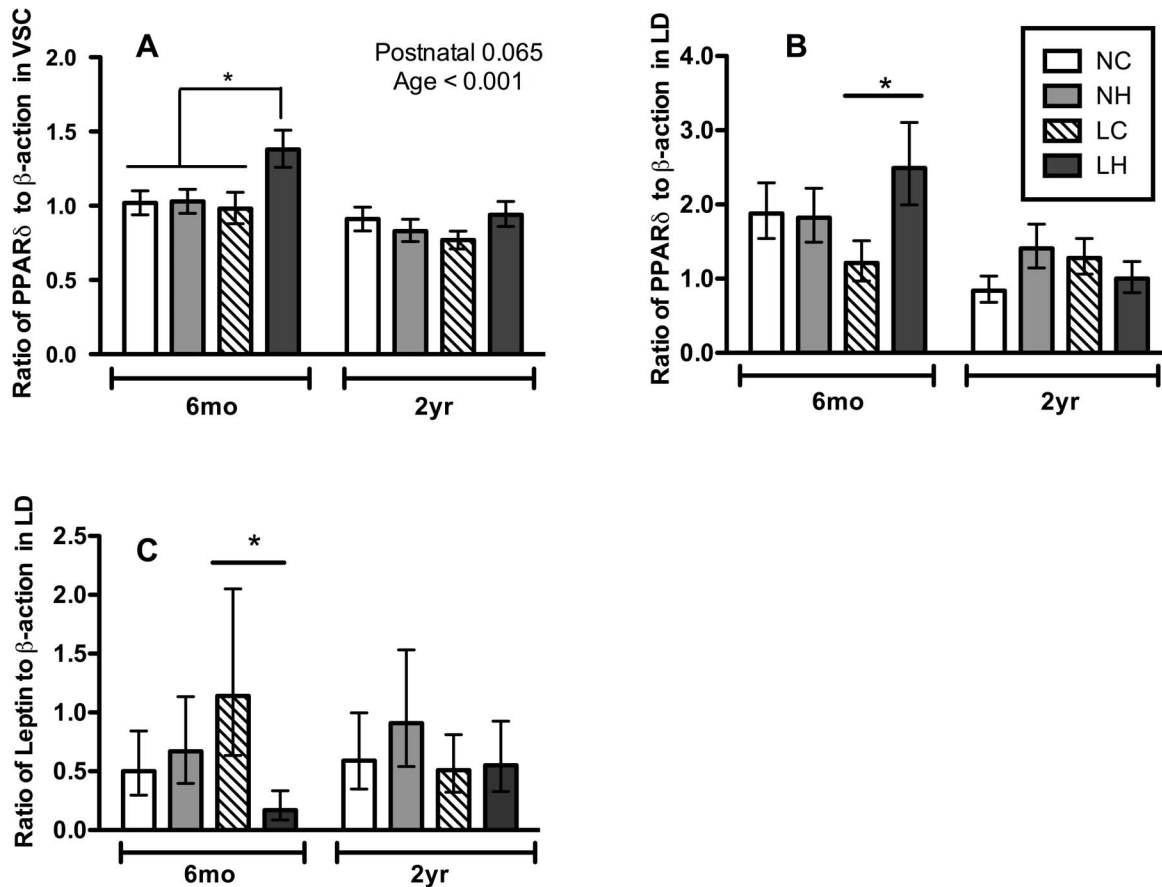 A
Postnatal 0.065
Age < 0.001
Ratio of PPARδ to β-action in VSC
2.0
1.5
1.0
0.5
0.0
*
6mo
2yr
B
Ratio of PPARδ to β-action in LD
4.0
3.0
2.0
1.0
0.0
*
6mo
2yr
NC
NH
LC
LH
C
Ratio of Leptin to β-action in LD
2.5
2.0
1.5
1.0
0.5
0.0
*
6mo
2yr